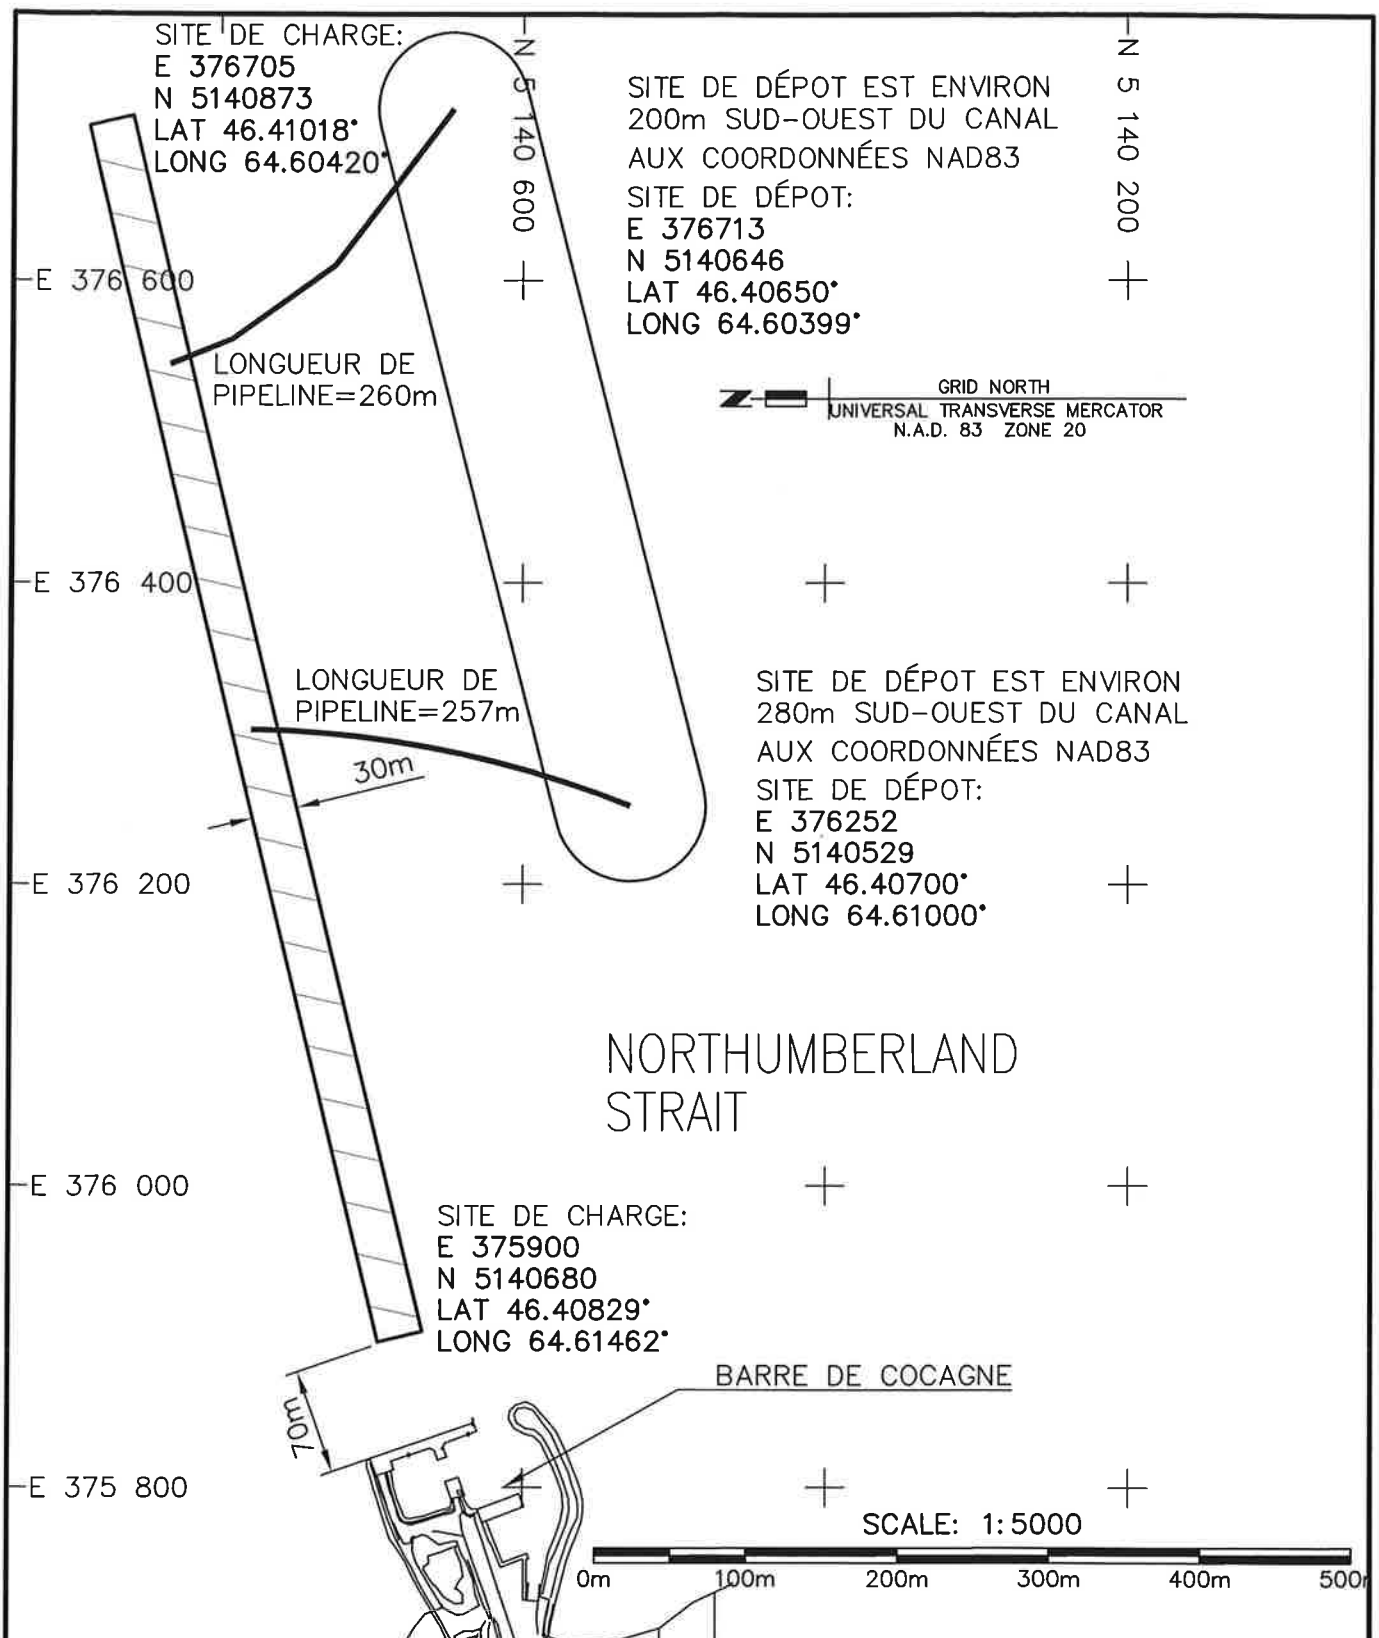 SITE DE CHARGE:
E 376705
N 5140873
LAT 46.41018°
LONG 64.60420°
N 5 140 600
N 5 140 200
SITE DE DÉPOT EST ENVIRON
200m SUD-OUEST DU CANAL
AUX COORDONNÉES NAD83
SITE DE DÉPOT:
E 376713
N 5140646
LAT 46.40650°
LONG 64.60399°
E 376 600
LONGUEUR DE
PIPELINE=260m
GRID NORTH
UNIVERSAL TRANSVERSE MERCATOR
N.A.D. 83 ZONE 20
E 376 400
LONGUEUR DE
PIPELINE=257m
30m
SITE DE DÉPOT EST ENVIRON
280m SUD-OUEST DU CANAL
AUX COORDONNÉES NAD83
SITE DE DÉPOT:
E 376252
N 5140529
LAT 46.40700°
LONG 64.61000°
E 376 200
NORTHUMBERLAND
STRAIT
E 376 000
SITE DE CHARGE:
E 375900
N 5140680
LAT 46.40829°
LONG 64.61462°
BARRE DE COCAGNE
70m
E 375 800
SCALE: 1:5000
0m 100m 200m 300m 400m 500m